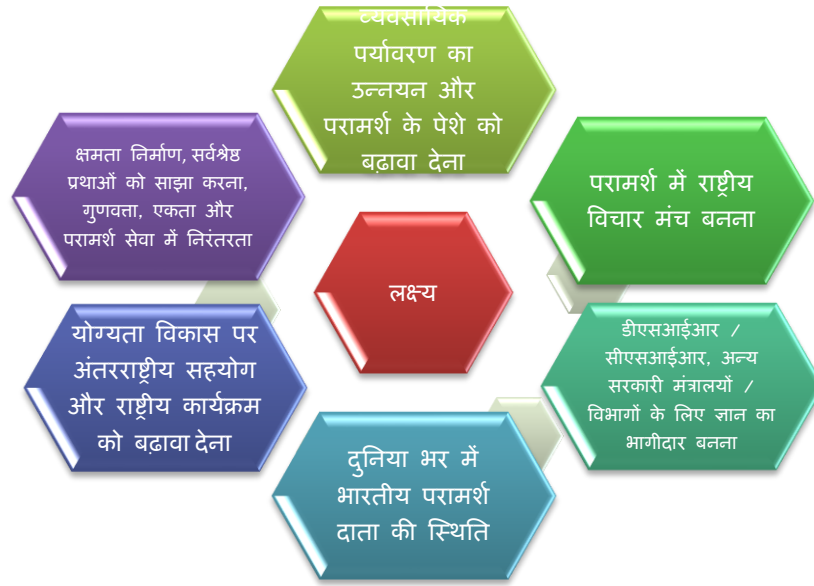 व्यवसायिक
पर्यावरण का
उन्नयन और
परामर्श के पेशे को
बढ़ावा देना
क्षमता निर्माण, सर्वश्रेष्ठ
प्रथाओं को साझा करना,
गुणवत्ता, एकता और
परामर्श सेवा में निरंतरता
परामर्श में राष्ट्रीय
विचार मंच बनना
लक्ष्य
योग्यता विकास पर
अंतरराष्ट्रीय सहयोग
और राष्ट्रीय कार्यक्रम
को बढ़ावा देना
डीएसआईआर /
सीएसआईआर, अन्य
सरकारी मंत्रालयों /
विभागों के लिए ज्ञान का
भागीदार बनना
दुनिया भर में
भारतीय परामर्श
दाता की स्थिति